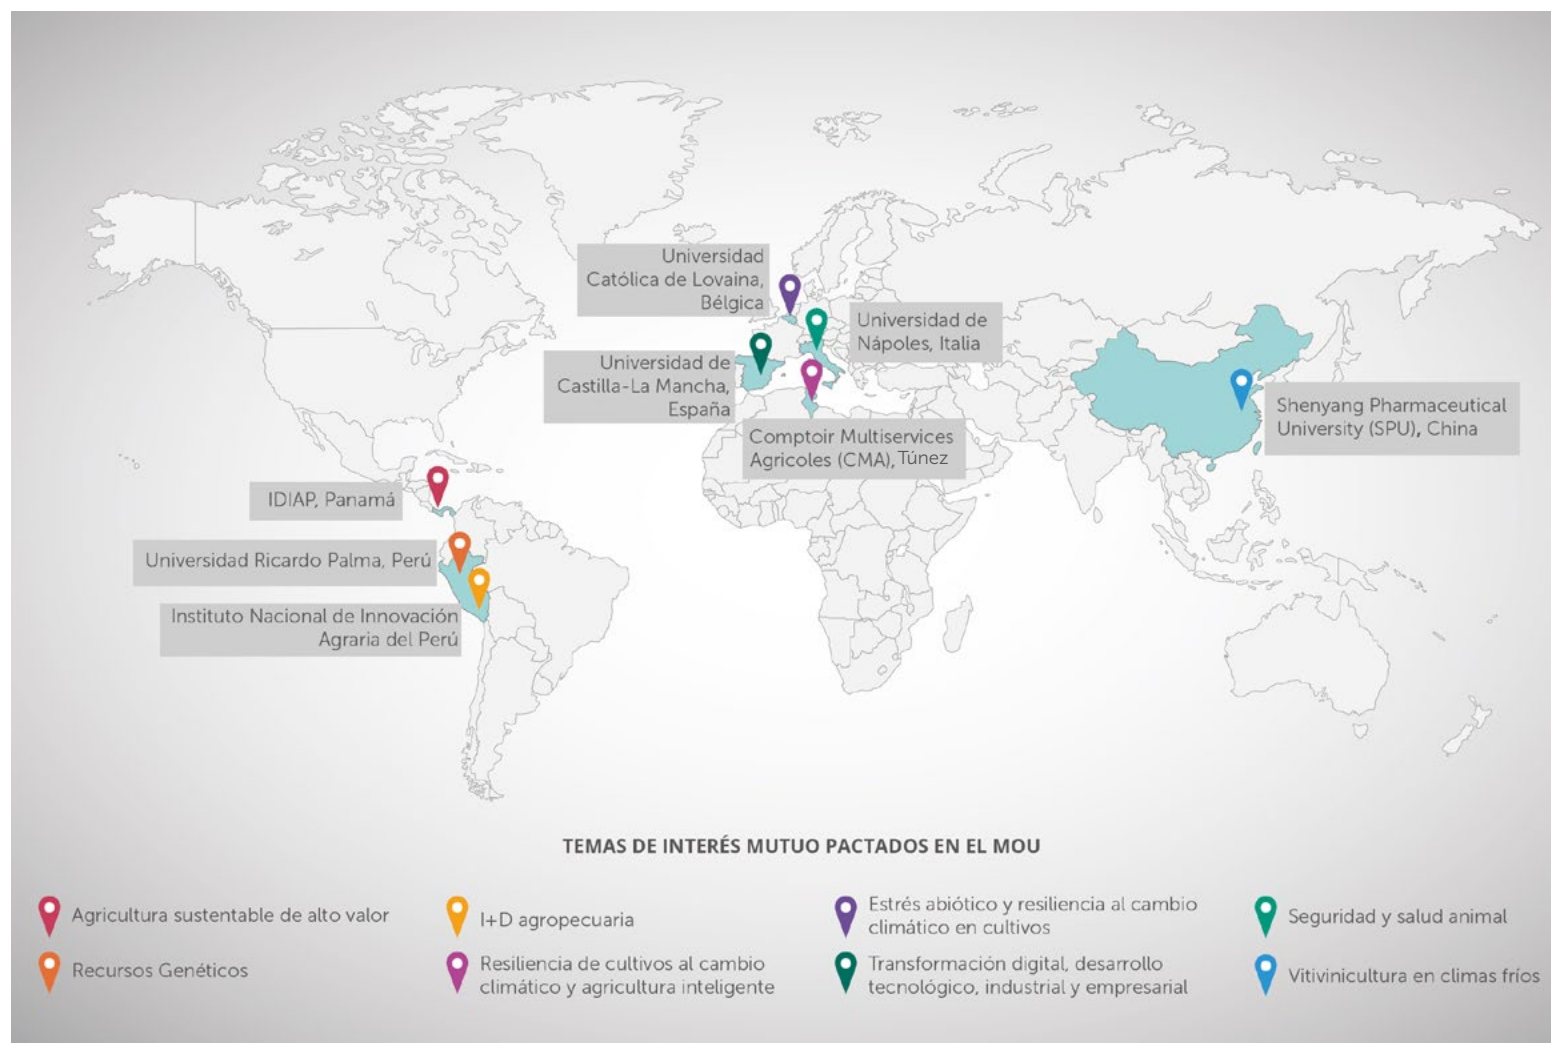 Universidad
Católica de Lovaina,
Bélgica
Universidad de
Nápoles, Italia
Universidad de
Castilla-La Mancha,
España
Comptoir Multiservices
Agricoles (CMA), Túnez
Shenyang Pharmaceutical
University (SPU), China
IDIAP, Panamá
Universidad Ricardo Palma, Perú
Instituto Nacional de Innovación
Agraria del Perú
TEMAS DE INTERÉS MUTUO PACTADOS EN EL MOU
Agricultura sustentable de alto valor
Recursos Genéticos
I+D agropecuaria
Resiliencia de cultivos al cambio
climático y agricultura inteligente
Estrés abiótico y resiliencia al cambio
climático en cultivos
Transformación digital, desarrollo
tecnológico, industrial y empresarial
Seguridad y salud animal
Vitivinicultura en climas fríos